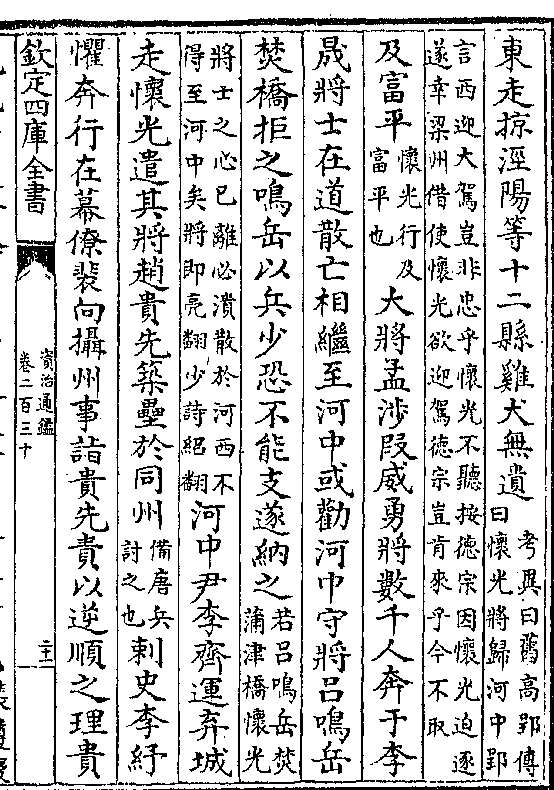 東走掠涇陽等十二縣雞犬無遺考異曰舊高郢傳
曰懷光將歸河中郢
言西迎大駕豈非忠乎懷光不聽按德宗因懷光迫逐
遂幸梁州借使懷光欲迎駕德宗豈肯來乎今不取
及富平懷光行及
富平也大將孟涉段威勇將數千人奔于李
晟將士在道散亡相繼至河中或勸河中守將呂鳴岳
焚橋拒之鳴岳以兵少恐不能支遂納之若呂鳴岳焚
蒲津橋懷光
將士之心已離必潰散於河西不
得至河中矣將即亮翻少詩紹翻河中尹李齊運弃城
走懷光遣其將趙貴先築壘於同州備唐兵
討之也刺史李紓
懼奔行在幕僚裴向攝州事詣貴先責以逆順之理貴
欽定四庫全書
資治通鑑
卷二百三十